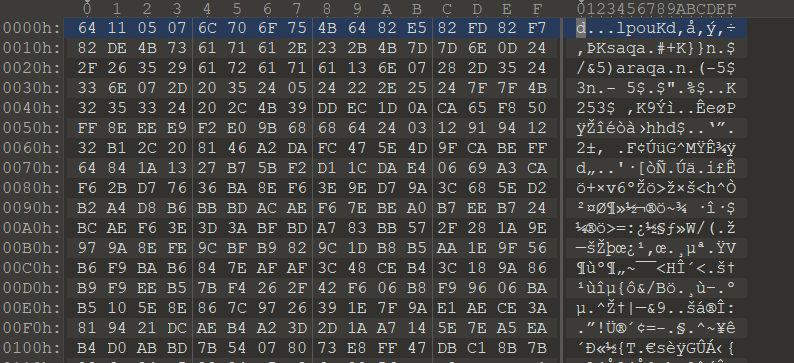 0 1 2 3 4 5 6 7 8 9 A B C D E F 0123456789ABCDEF
0000h: 64 11 05 07 6C 70 6F 75 4B 64 82 E5 82 FD 82 F7 d...lpouKd‚å‚ý‚÷
0010h: 82 DE 4B 73 61 71 61 2E 23 2B 4B 7D 7D 6E 0D 24 ‚ÞKsaqa.#+K}}n.$
0020h: 2F 26 35 29 61 72 61 71 61 13 6E 07 28 2D 35 24 /&5)araqa.n.(-5$
0030h: 33 6E 07 2D 20 35 24 05 24 22 2E 25 24 7F 7F 4B 3n.- 5$.$".%$..K
0040h: 32 35 33 24 20 2C 4B 39 DD EC 1D 0A CA 65 F8 50 253$ ,K9Ýì..ÊeøP
0050h: FF 8E EE E9 F2 E0 9B 68 68 64 24 03 12 91 94 12 ÿŽîéòà›hhd$..‘”.
0060h: 32 B1 2C 20 81 46 A2 DA FC 47 5E 4D 9F CA BE FF 2±, .F¢ÚüG^MŸÊ¾ÿ
0070h: 64 84 1A 13 27 B7 5B F2 D1 1C DA E4 06 69 A3 CA d„..'·[òÑ.Úä.i£Ê
0080h: F6 2B D7 76 36 BA 8E F6 3E 9E D7 9A 3C 68 5E D2 ö+×v6ºŽö>ž×š<h^Ò
0090h: B2 A4 D8 B6 BB BD AC AE F6 7E BE A0 B7 EE B7 24 ²¤Ø¶»½¬®ö~¾ ·î·$
00A0h: BC AE F6 3E 3D 3A BF BD A7 83 BB 57 2F 28 1A 9E ¼®ö>=:¿½§ƒ»W/(.ž
00B0h: 97 9A 8E FE 9C BF B9 82 9C 1D B8 B5 AA 1E 9F 56 —šŽþœ¿¹‚œ.¸µª.ŸV
00C0h: B6 F9 BA B6 84 7E AF AF 3C 48 CE B4 3C 18 9A 86 ¶ùº¶„~¯¯<HÎ´<.š†
00D0h: B9 F9 EE B5 7B F4 26 2F 42 F6 06 B8 F9 96 06 BA ¹ùîµ{ô&/Bö.¸ù–.º
00E0h: B5 10 5E 8E 86 7C 97 26 39 1E 7F 9A E1 AE CE 3A µ.^Ž†|—&9..šá®Î:
00F0h: 81 94 21 DC AE B4 A2 3D 2D 1A A7 14 5E 7E A5 EA .”!Ü®´¢=-.§.^~¥ê
0100h: B4 D0 AB BD 7B 54 07 80 73 E8 FF 47 DB C1 8B 7B ´Ð«½{T.€sèÿGÛÁ‹{